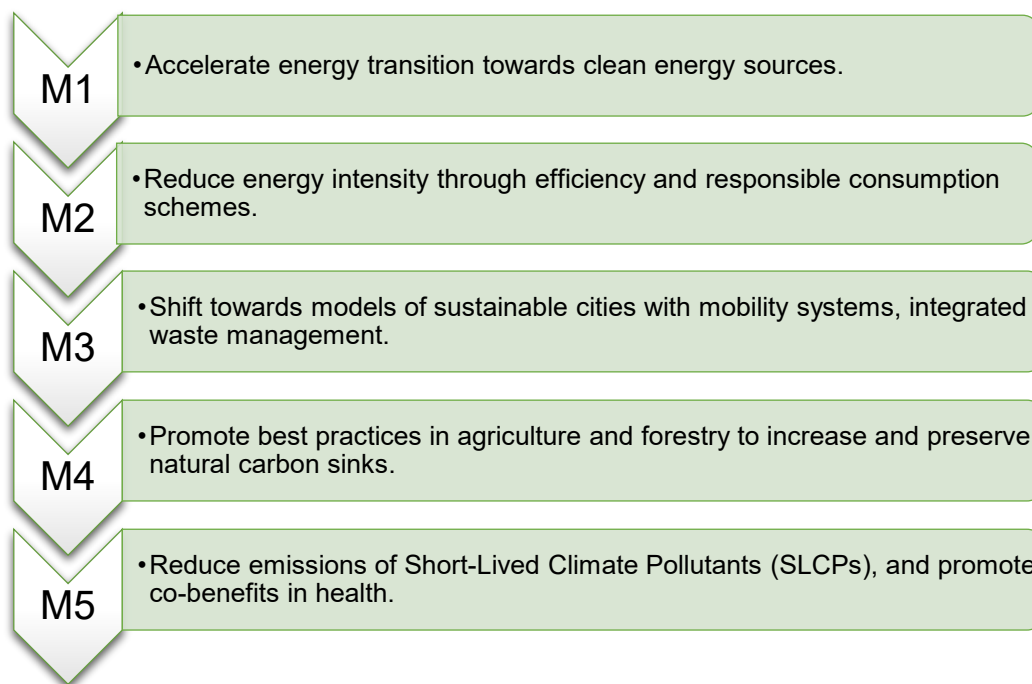 M1
•Accelerate energy transition towards clean energy sources.
M2
•Reduce energy intensity through efficiency and responsible consumption
schemes.
M3
•Shift towards models of sustainable cities with mobility systems, integrated
waste management.
M4
•Promote best practices in agriculture and forestry to increase and preserve
natural carbon sinks.
M5
•Reduce emissions of Short-Lived Climate Pollutants (SLCPs), and promote
co-benefits in health.